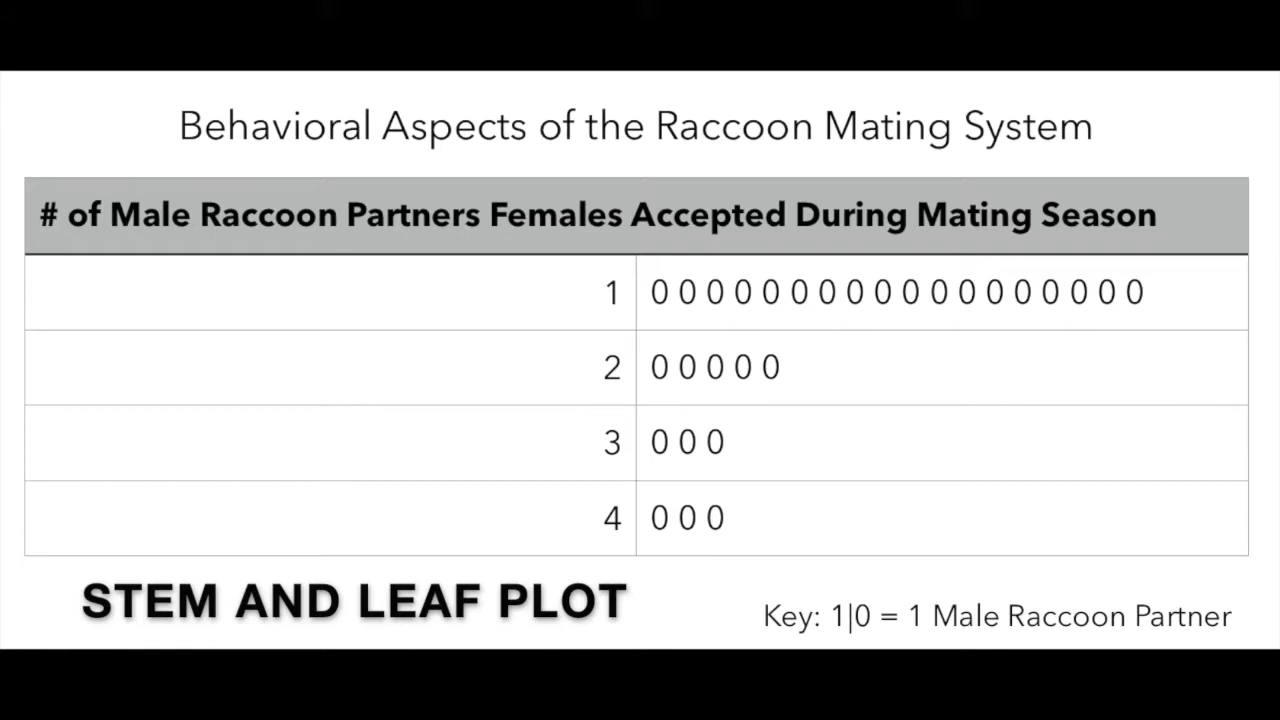 Behavioral Aspects of the Raccoon Mating System
# of Male Raccoon Partners Females Accepted During Mating Season
1 0 0 0 0 0 0 0 0 0 0 0 0 0 0 0 0 0 0
2 0 0 0 0 0
3 0 0 0
4 0 0 0
STEM AND LEAF PLOT
Key: 1|0 = 1 Male Raccoon Partner